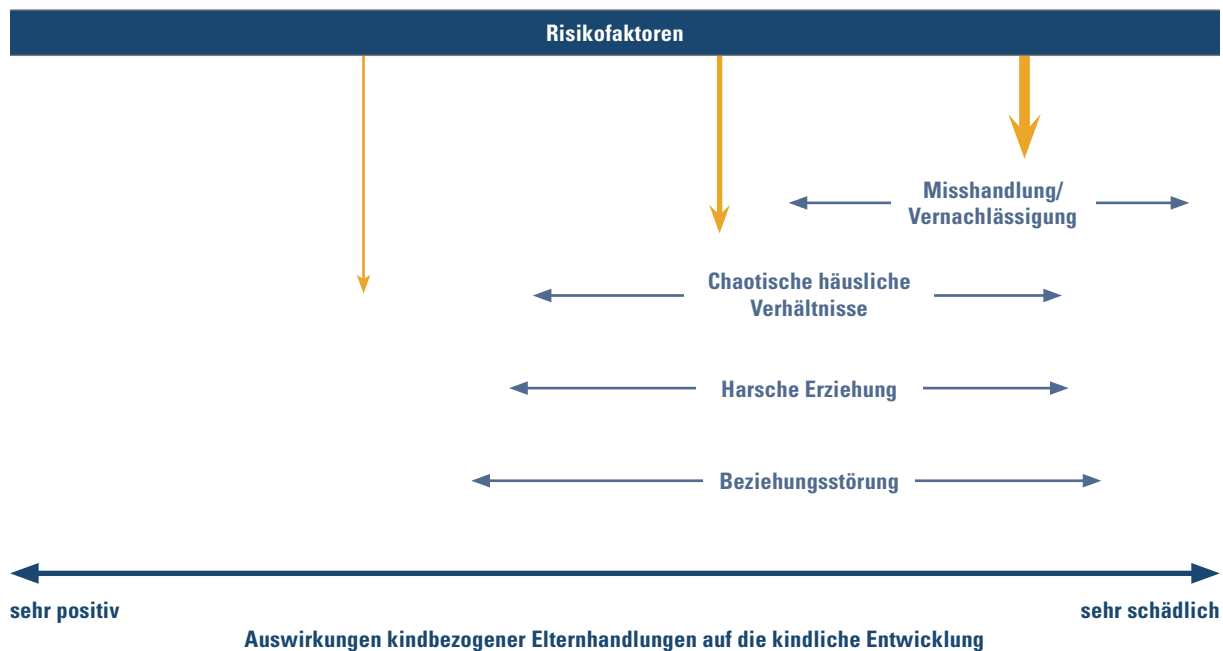 Risikofaktoren
Misshandlung/
Vernachlässigung
Chaotische häusliche
Verhältnisse
Harsche Erziehung
Beziehungsstörung
sehr positiv
sehr schädlich
Auswirkungen kindbezogener Elternhandlungen auf die kindliche Entwicklung